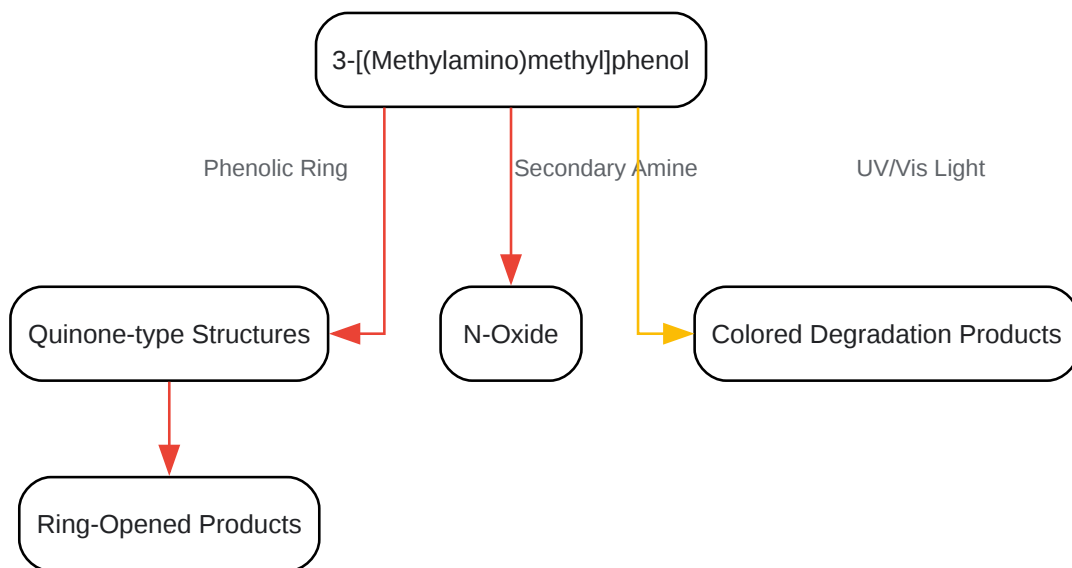 3-[(Methylamino)methyl]phenol
Phenolic Ring
Secondary Amine
UV/Vis Light
Quinone-type Structures
N-Oxide
Colored Degradation Products
Ring-Opened Products